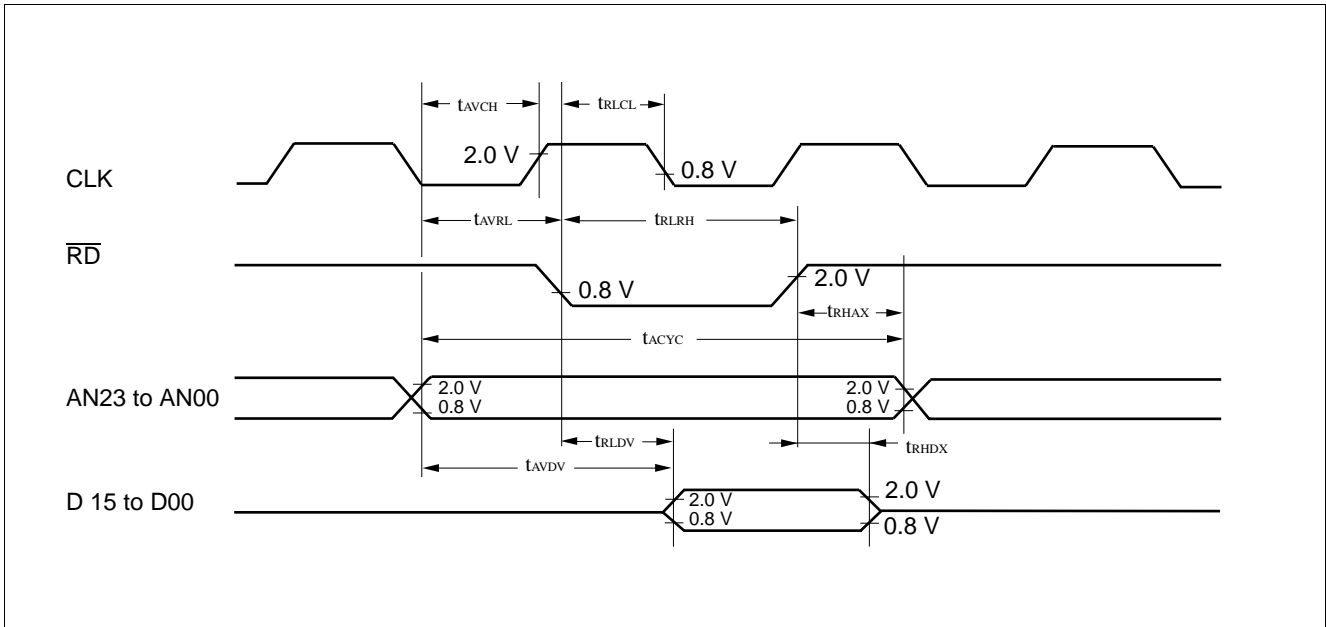 tAVCH
tRLCL
2.0 V
0.8 V
CLK
tAVRL
tRLRH
RD
0.8 V
2.0 V
tRHAX
tACYC
AN23 to AN00
2.0 V
0.8 V
2.0 V
0.8 V
tRLDV
tRHDX
tAVDV
D 15 to D00
2.0 V
0.8 V
2.0 V
0.8 V